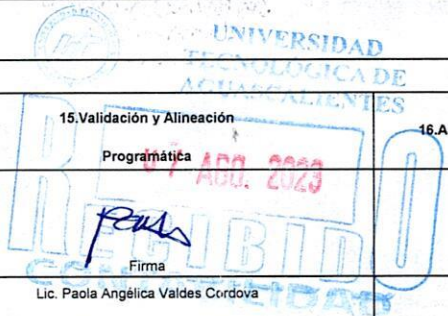 UNIVERSIDAD
TECNOLOGICA DE
AGUASCALIENTES
15.Validación y Alineación
Programática
16.A
07 AGO. 2023
RECIBIDO
CONTABILIDAD
Firma
Lic. Paola Angélica Valdes Cordova